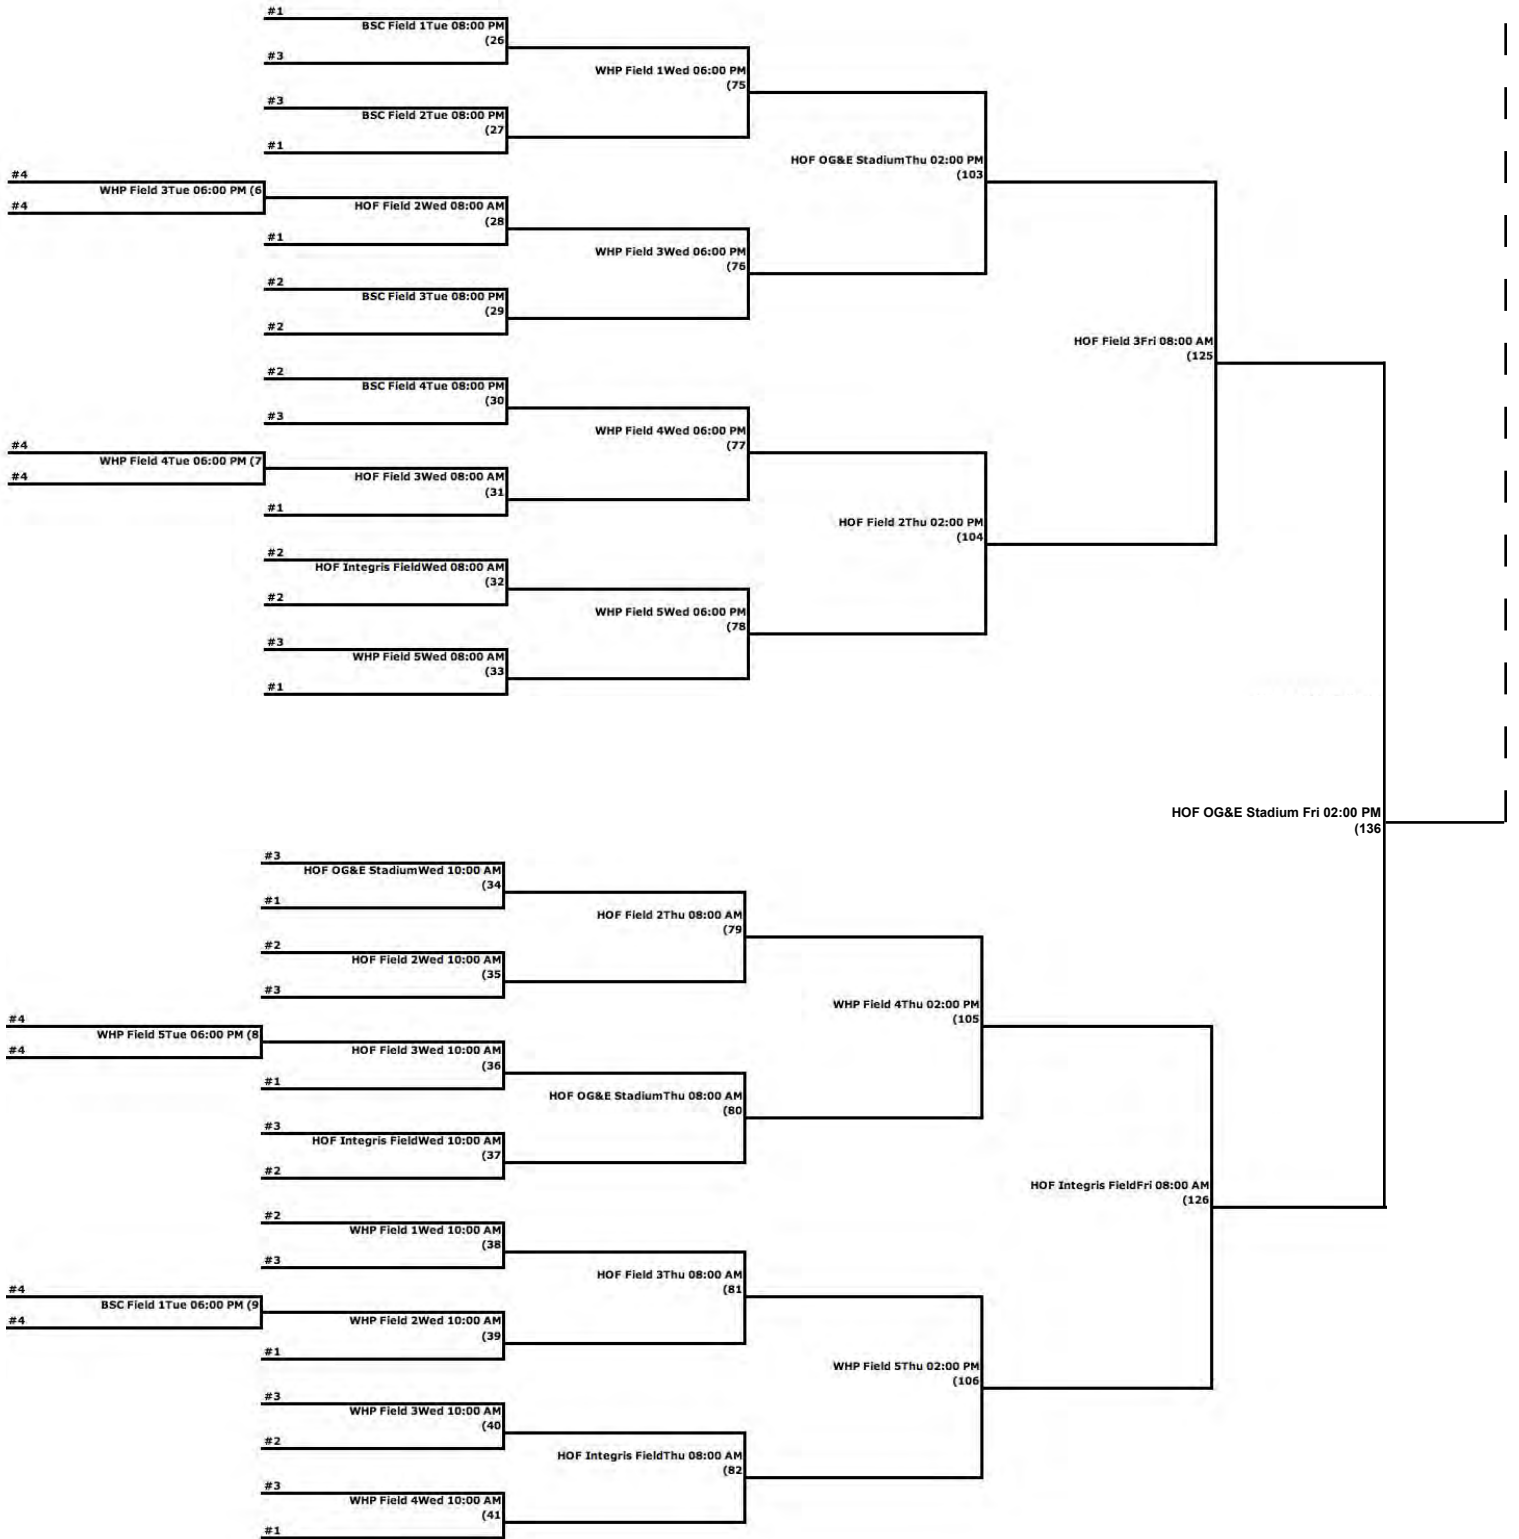 #1
BSC Field 1Tue 08:00 PM
(26
#3
WHP Field 1Wed 06:00 PM
(75
#3
BSC Field 2Tue 08:00 PM
(27
#1
HOF OG&E StadiumThu 02:00 PM
(103
#4
WHP Field 3Tue 06:00 PM (6
#4
HOF Field 2Wed 08:00 AM
(28
#1
WHP Field 3Wed 06:00 PM
(76
#2
BSC Field 3Tue 08:00 PM
(29
#2
HOF Field 3Fri 08:00 AM
(125
#2
BSC Field 4Tue 08:00 PM
(30
#3
WHP Field 4Wed 06:00 PM
(77
#4
WHP Field 4Tue 06:00 PM (7
#4
HOF Field 3Wed 08:00 AM
(31
#1
HOF Field 2Thu 02:00 PM
(104
#2
HOF Integris FieldWed 08:00 AM
(32
#2
WHP Field 5Wed 06:00 PM
(78
#3
WHP Field 5Wed 08:00 AM
(33
#1
HOF OG&E Stadium Fri 02:00 PM
(136
#3
HOF OG&E StadiumWed 10:00 AM
(34
#1
HOF Field 2Thu 08:00 AM
(79
#2
HOF Field 2Wed 10:00 AM
(35
#3
WHP Field 4Thu 02:00 PM
(105
#4
WHP Field 5Tue 06:00 PM (8
#4
HOF Field 3Wed 10:00 AM
(36
#1
HOF OG&E StadiumThu 08:00 AM
(80
#3
HOF Integris FieldWed 10:00 AM
(37
#2
HOF Integris FieldFri 08:00 AM
(126
#2
WHP Field 1Wed 10:00 AM
(38
#3
HOF Field 3Thu 08:00 AM
(81
#4
BSC Field 1Tue 06:00 PM (9
#4
WHP Field 2Wed 10:00 AM
(39
#1
WHP Field 5Thu 02:00 PM
(106
#3
WHP Field 3Wed 10:00 AM
(40
#2
HOF Integris FieldThu 08:00 AM
(82
#3
WHP Field 4Wed 10:00 AM
(41
#1